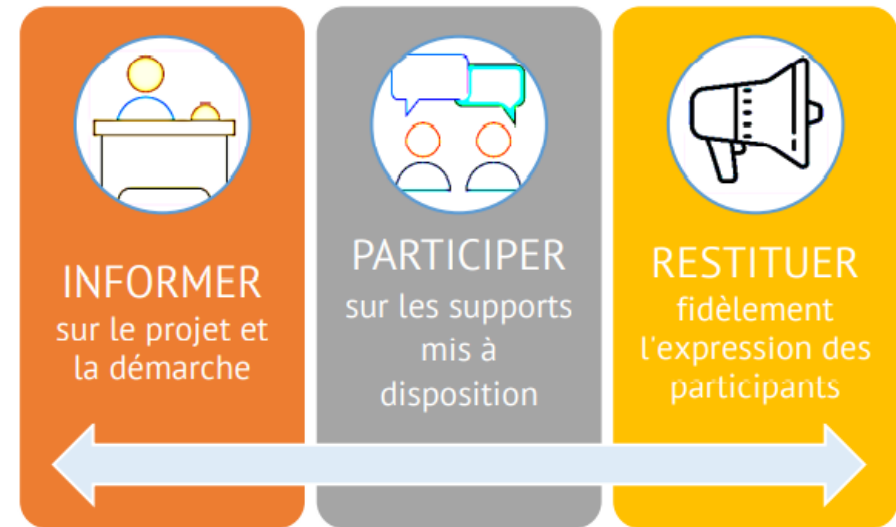 INFORMER
sur le projet et
la démarche
PARTICIPER
sur les supports
mis à
disposition
RESTITUER
fidèlement
l'expression des
participants